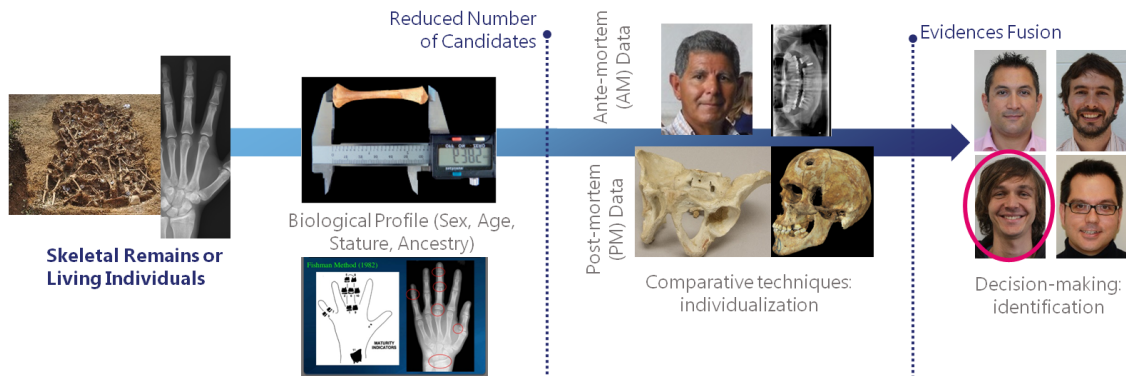 Reduced Number
of Candidates
Skeletal Remains or
Living Individuals
Biological Profile (Sex, Age,
Stature, Ancestry)
Fishman Method (1982)
MATURITY
INDICATORS
Ante-mortem
(AM) Data
Post-mortem
(PM) Data
Comparative techniques:
individualization
Evidences Fusion
Decision-making:
identification